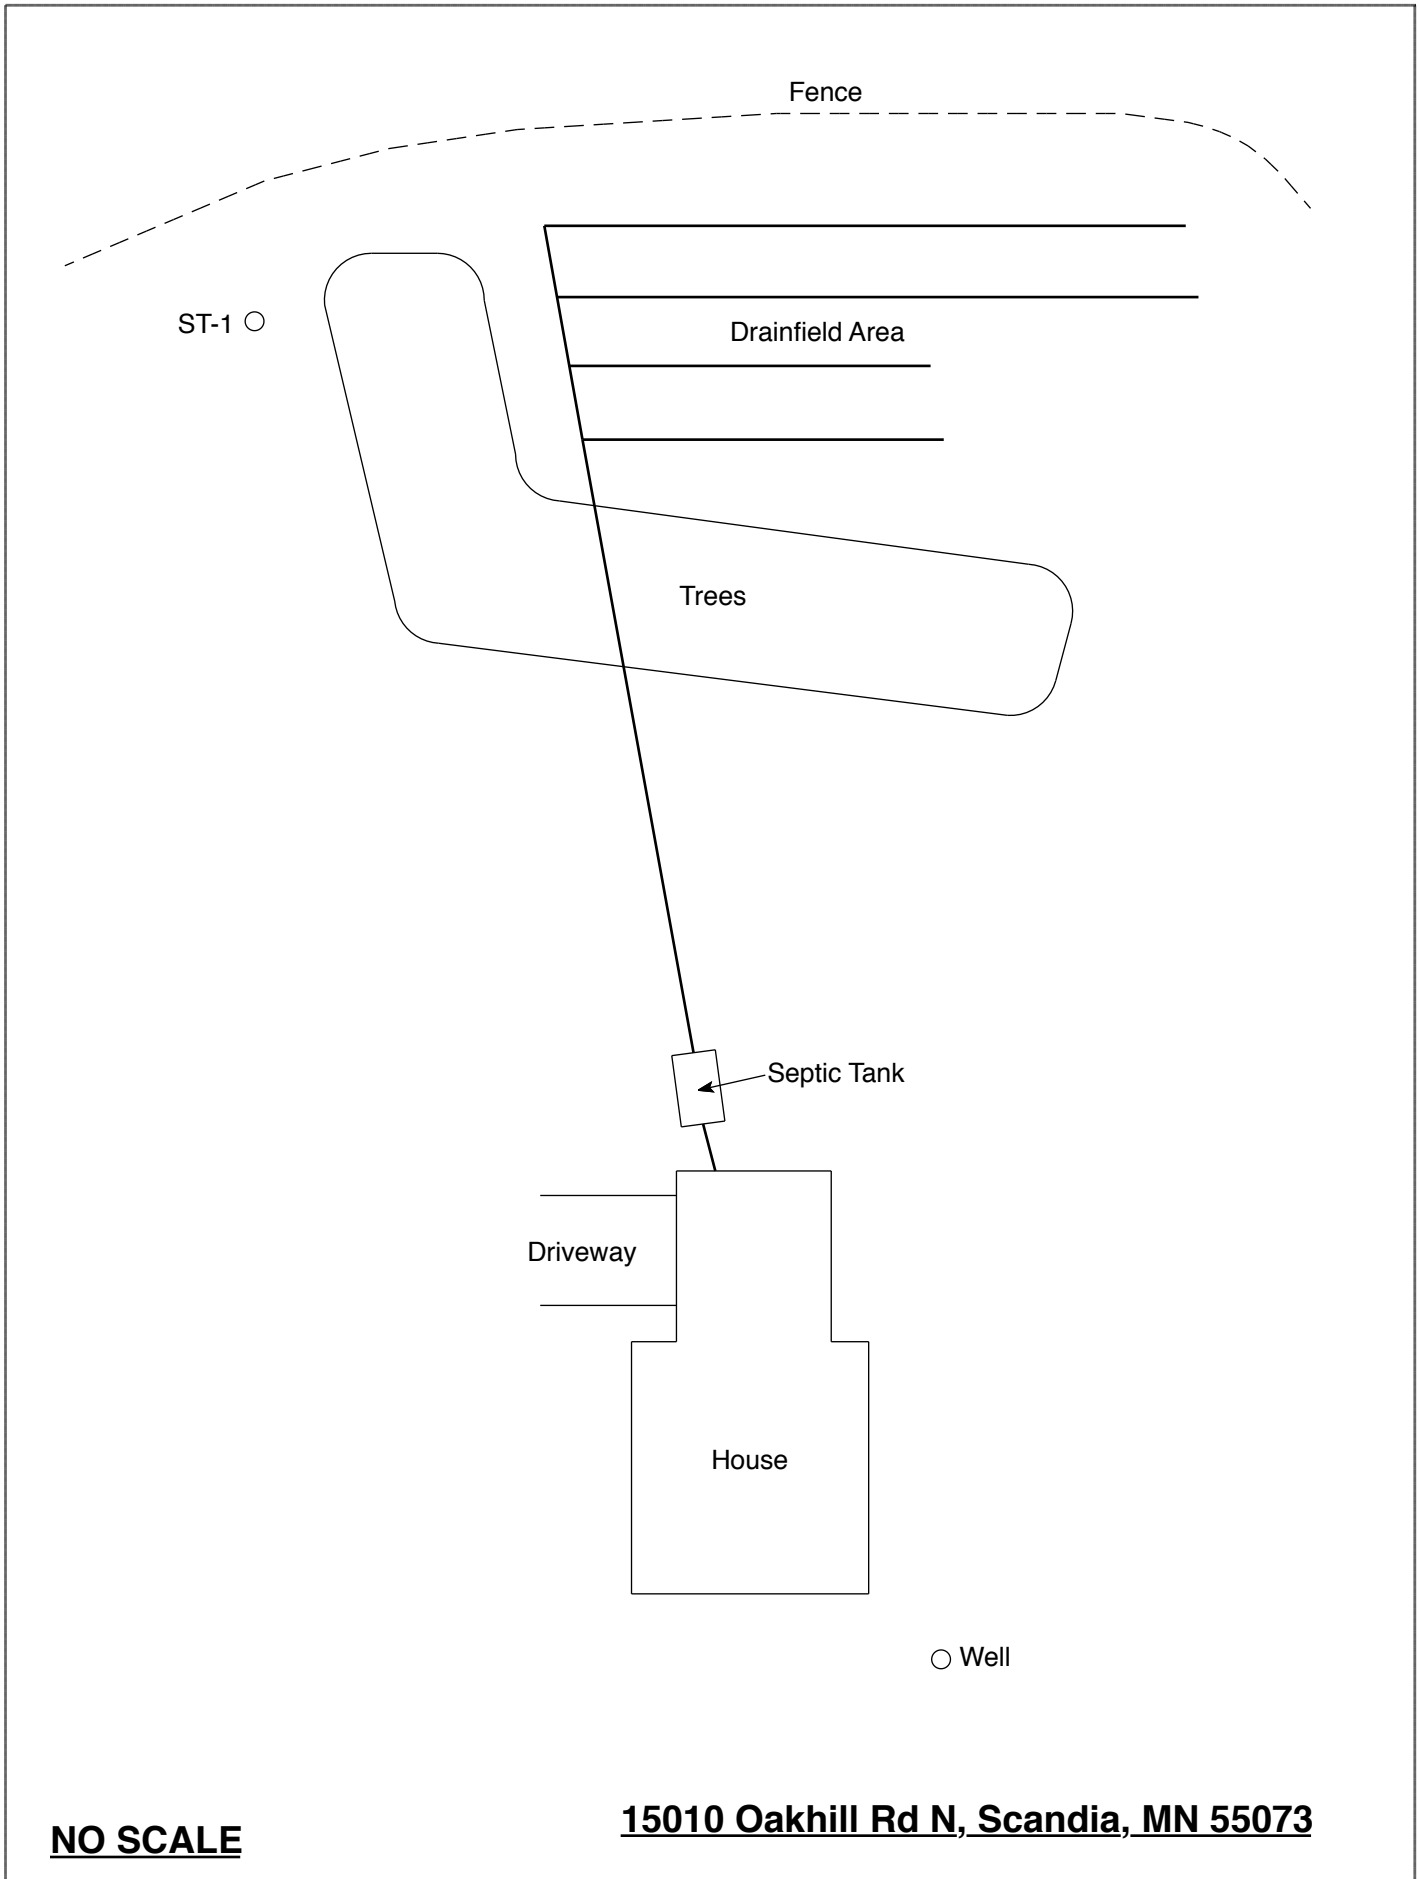 Fence
ST-1
Drainfield Area
Trees
Septic Tank
Driveway
House
Well
15010 Oakhill Rd N, Scandia, MN 55073
NO SCALE